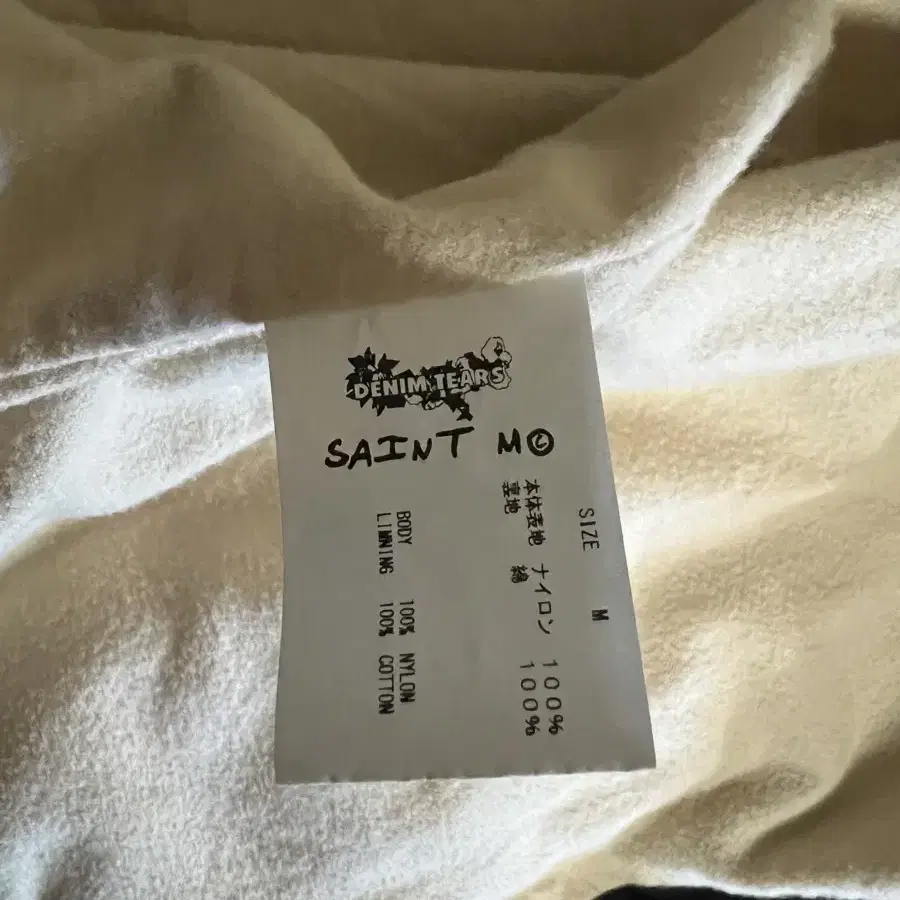 DENIM TEARS
SAINT M©
SIZE M
本体表地 ナイロン 100%
裏地 綿 100%
BODY 100% NYLON
LINNING 100% COTTON